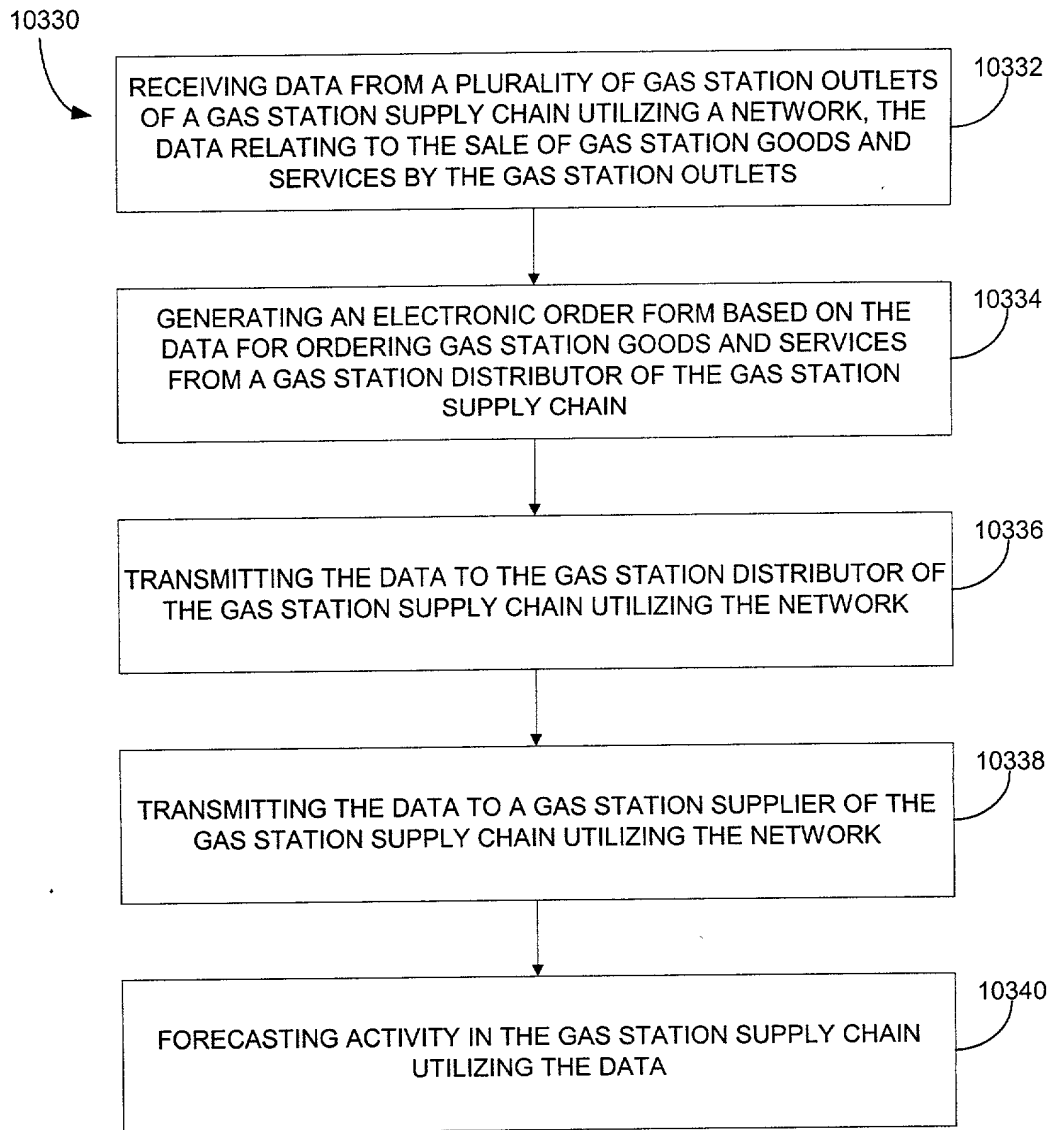 10330
10332
RECEIVING DATA FROM A PLURALITY OF GAS STATION OUTLETS
OF A GAS STATION SUPPLY CHAIN UTILIZING A NETWORK, THE
DATA RELATING TO THE SALE OF GAS STATION GOODS AND
SERVICES BY THE GAS STATION OUTLETS
10334
GENERATING AN ELECTRONIC ORDER FORM BASED ON THE
DATA FOR ORDERING GAS STATION GOODS AND SERVICES
FROM A GAS STATION DISTRIBUTOR OF THE GAS STATION
SUPPLY CHAIN
10336
TRANSMITTING THE DATA TO THE GAS STATION DISTRIBUTOR OF
THE GAS STATION SUPPLY CHAIN UTILIZING THE NETWORK
10338
TRANSMITTING THE DATA TO A GAS STATION SUPPLIER OF THE
GAS STATION SUPPLY CHAIN UTILIZING THE NETWORK
10340
FORECASTING ACTIVITY IN THE GAS STATION SUPPLY CHAIN
UTILIZING THE DATA